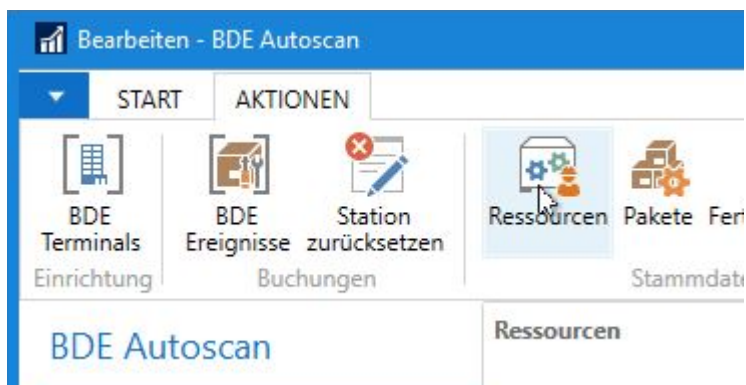 Bearbeiten - BDE Autoscan
START AKTIONEN
BDE Terminals
BDE Ereignisse
Station zurücksetzen
Ressourcen
Pakete
Einrichtung
Buchungen
BDE Autoscan
Ressourcen